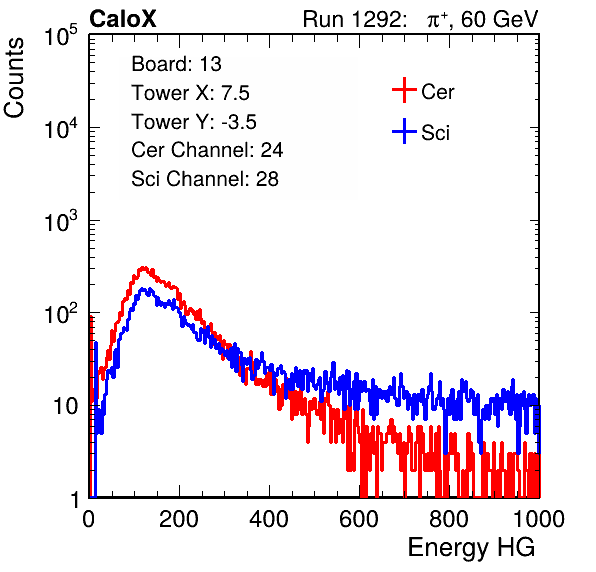 CaloX Run 1292: π⁺, 60 GeV
Counts
Board: 13
Tower X: 7.5
Tower Y: -3.5
Cer Channel: 24
Sci Channel: 28
Cer
Sci
10⁵
10⁴
10³
10²
10
1
0 200 400 600 800 1000
Energy HG